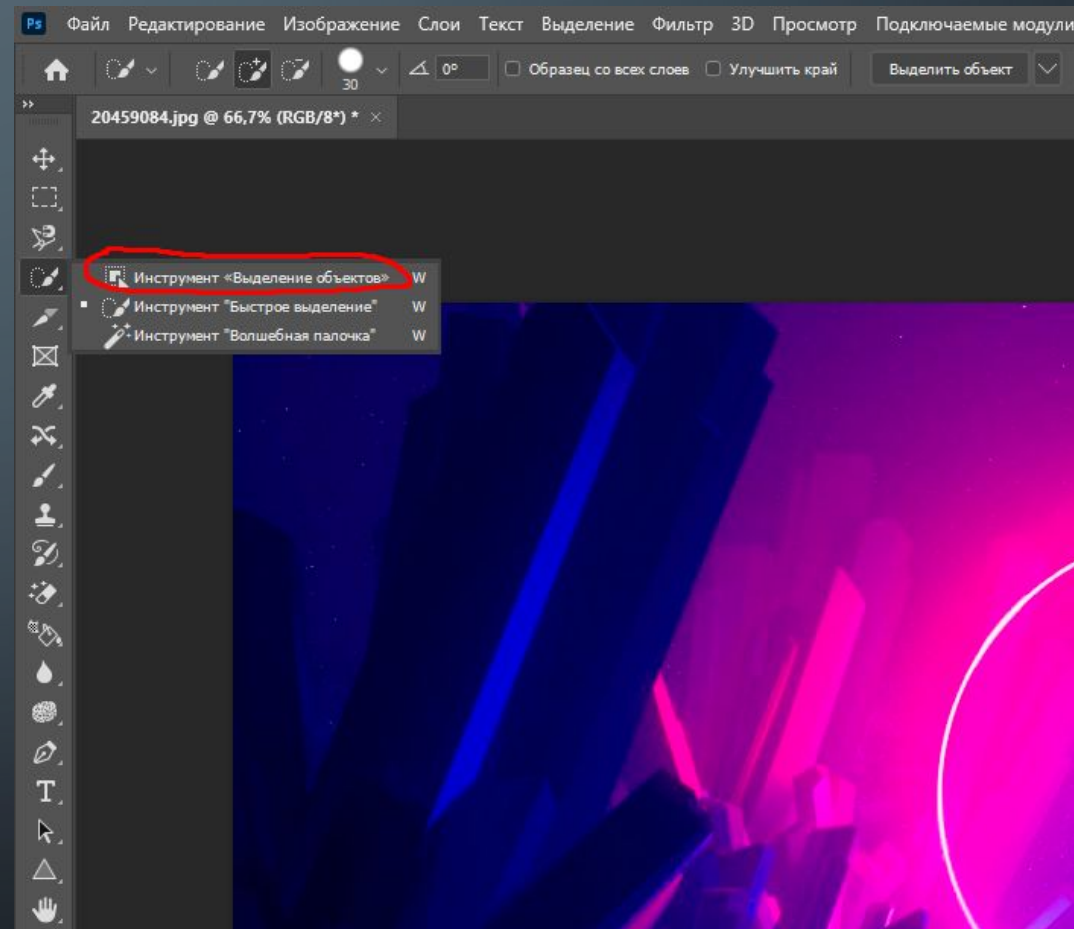 Ps Файл Редактирование Изображение Слои Текст Выделение Фильтр 3D Просмотр Подключаемые модули
30 0° Образец со всех слоев Улучшить край Выделить объект
20459084.jpg @ 66,7% (RGB/8*) * ×
Инструмент «Выделение объектов» W
Инструмент "Быстрое выделение" W
Инструмент "Волшебная палочка" W